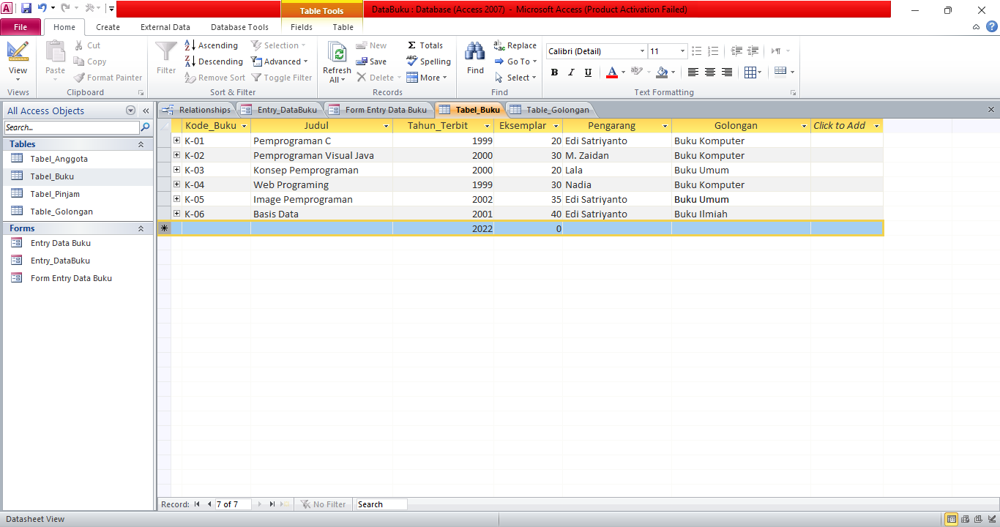 Table Tools DataBuku : Database (Access 2007) - Microsoft Access (Product Activation Failed)
File Home Create External Data Database Tools Fields Table
View Paste Cut Copy Format Painter
Views Clipboard
Filter Ascending Descending Remove Sort Selection Advanced Toggle Filter
Sort & Filter
Refresh All New Save Delete Totals Spelling More
Records
Find Replace Go To Select
Find
Calibri (Detail) 11
B I U A ab
Text Formatting
All Access Objects
Search...
Tables
Tabel_Anggota
Tabel_Buku
Tabel_Pinjam
Table_Golongan
Forms
Entry Data Buku
Entry_DataBuku
Form Entry Data Buku
Relationships Entry_DataBuku Form Entry Data Buku Tabel_Buku Table_Golongan
Kode_Buku Judul Tahun_Terbit Eksemplar Pengarang Golongan Click to Add
K-01 Pemprograman C 1999 20 Edi Satriyanto Buku Komputer
K-02 Pemprograman Visual Java 2000 30 M. Zaidan Buku Komputer
K-03 Konsep Pemprograman 2000 20 Lala Buku Umum
K-04 Web Programing 1999 30 Nadia Buku Komputer
K-05 Image Pemprograman 2002 35 Edi Satriyanto Buku Umum
K-06 Basis Data 2001 40 Edi Satriyanto Buku Ilmiah
2022 0
Record: 7 of 7 No Filter Search
Datasheet View